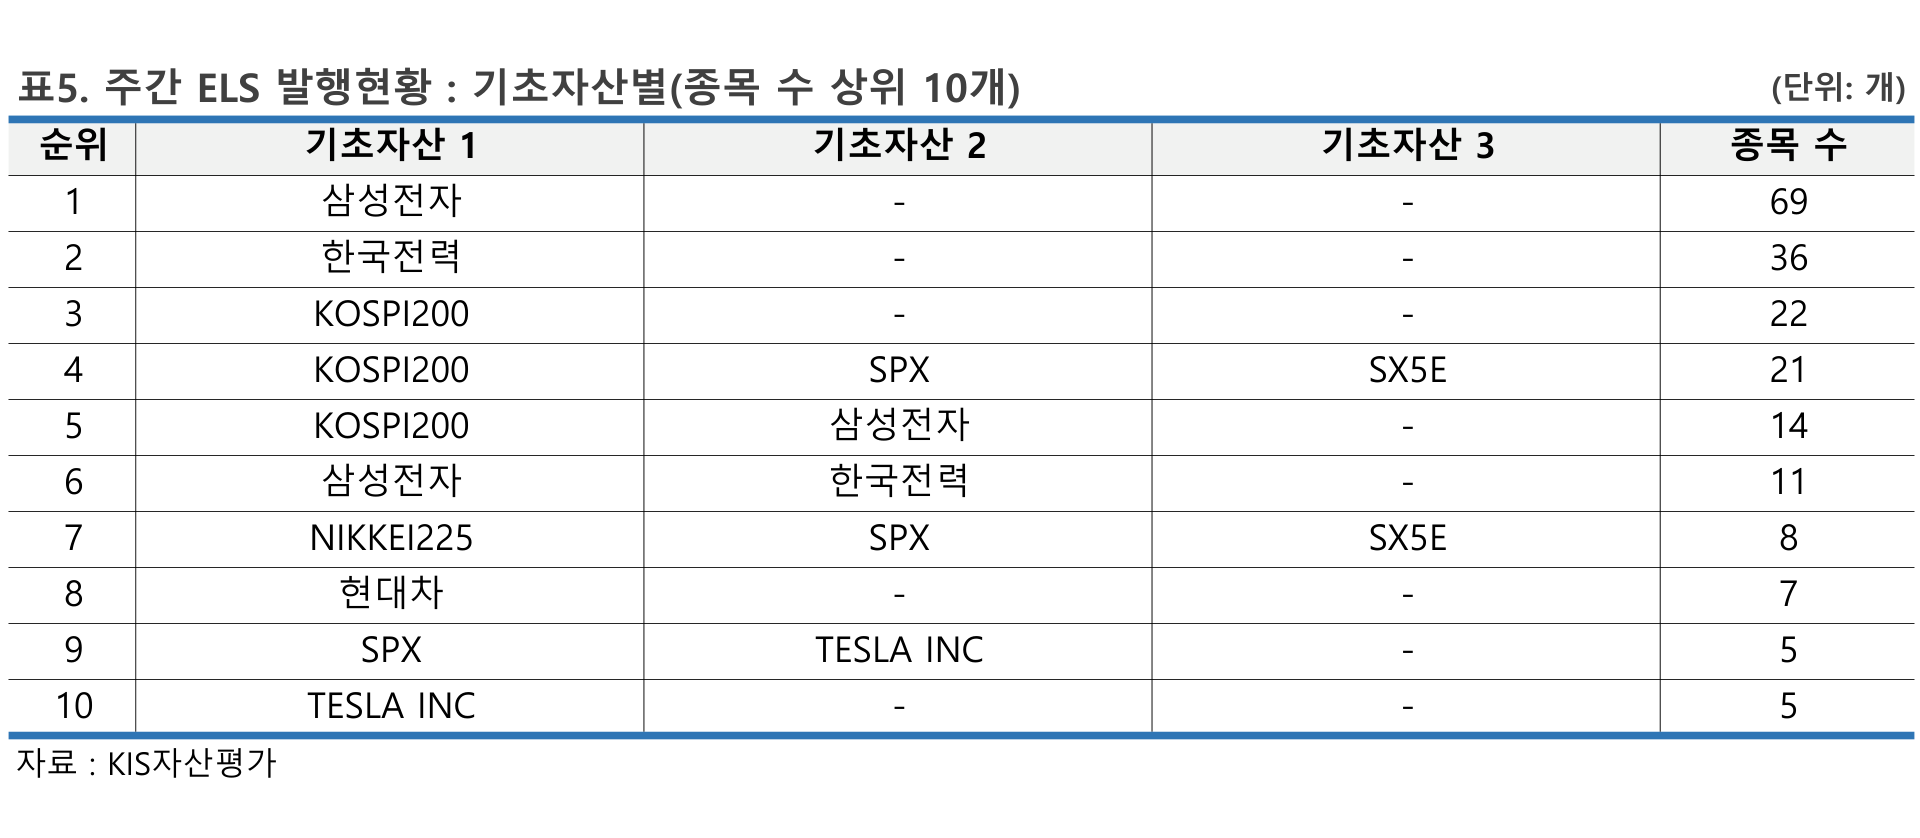 표5. 주간 ELS 발행현황 : 기초자산별(종목 수 상위 10개) (단위: 개)
순위 기초자산 1 기초자산 2 기초자산 3 종목 수
1 삼성전자 - - 69
2 한국전력 - - 36
3 KOSPI200 - - 22
4 KOSPI200 SPX SX5E 21
5 KOSPI200 삼성전자 - 14
6 삼성전자 한국전력 - 11
7 NIKKEI225 SPX SX5E 8
8 현대차 - - 7
9 SPX TESLA INC - 5
10 TESLA INC - - 5
자료 : KIS자산평가